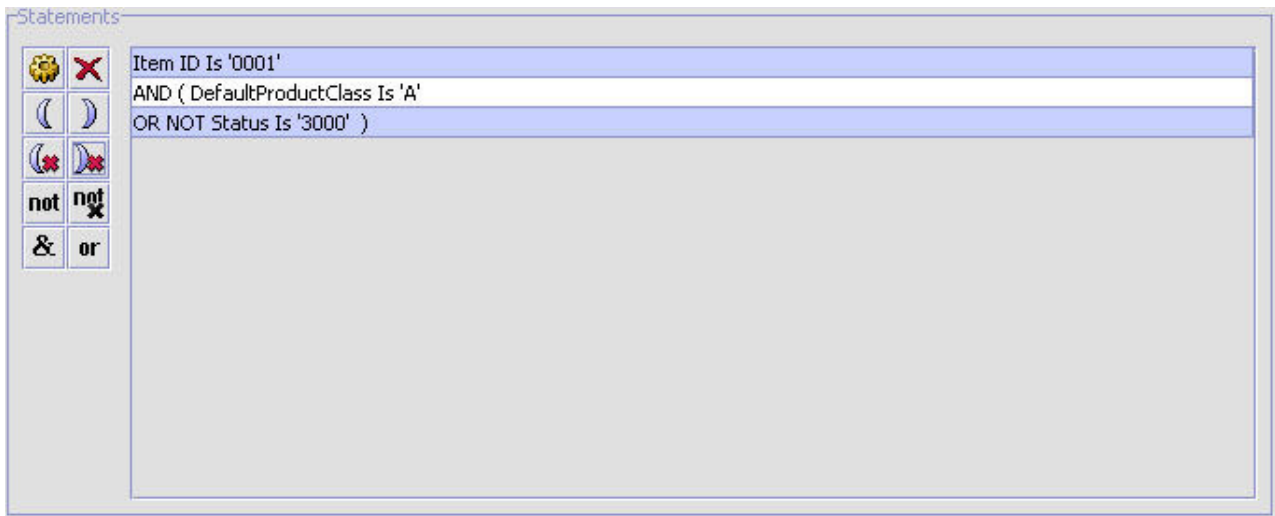 Statements
Item ID Is '0001'
AND ( DefaultProductClass Is 'A'
OR NOT Status Is '3000' )
( )
( )
not not
& or